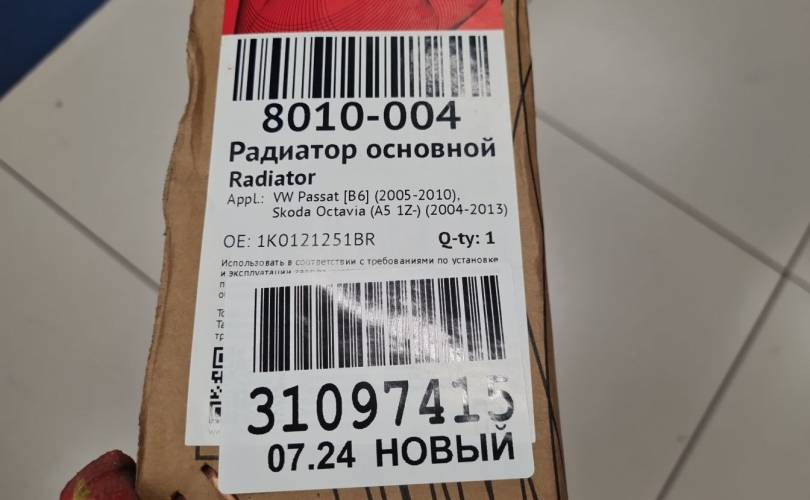 8010-004
Радиатор основной
Radiator
Appl.: VW Passat [B6] (2005-2010),
Skoda Octavia (A5 1Z-) (2004-2013)
OE: 1K0121251BR Q-ty: 1
Использовать в соответствии с требованиями по установке
и эксплуатации
31097415
07.24 НОВЫЙ